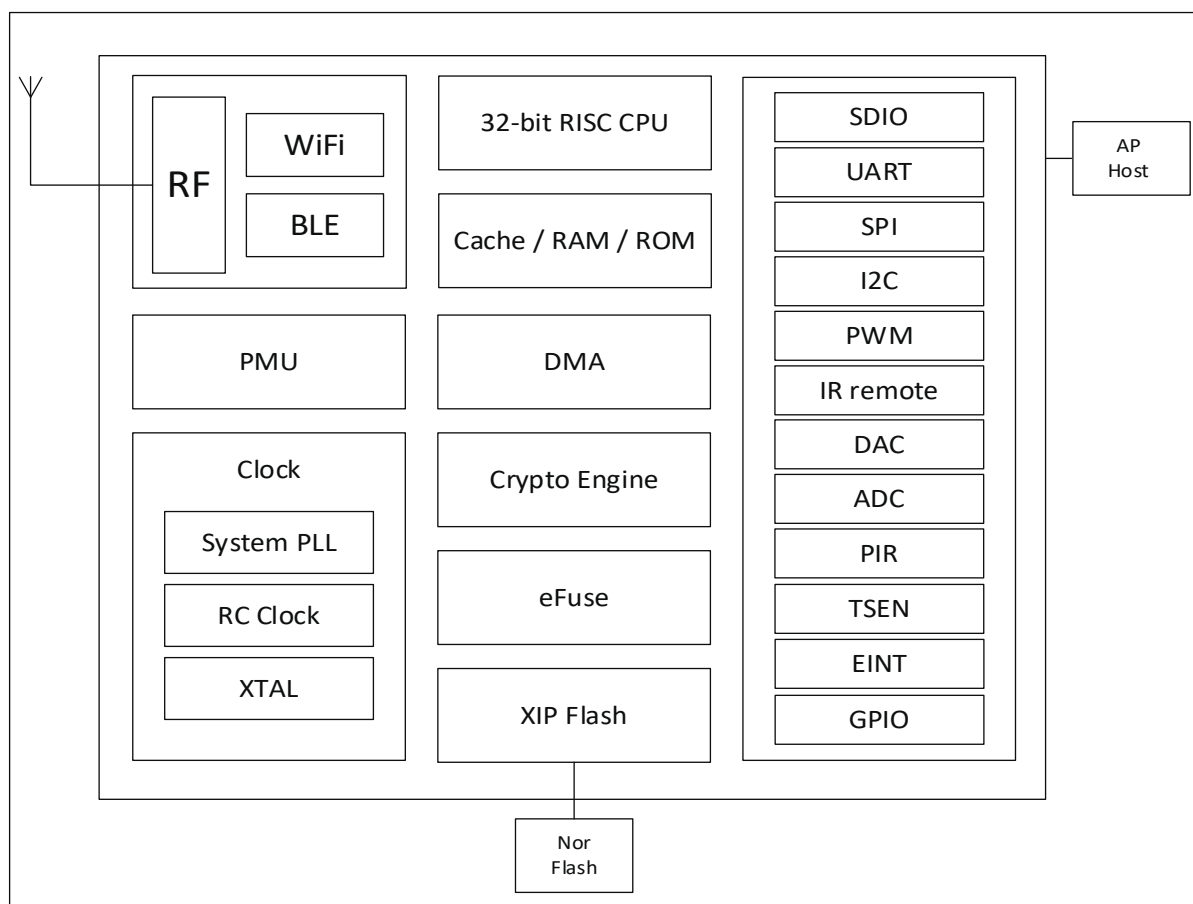 RF
WiFi
BLE
PMU
Clock
System PLL
RC Clock
XTAL
32-bit RISC CPU
Cache / RAM / ROM
DMA
Crypto Engine
eFuse
XIP Flash
SDIO
UART
SPI
I2C
PWM
IR remote
DAC
ADC
PIR
TSEN
EINT
GPIO
AP
Host
Nor
Flash